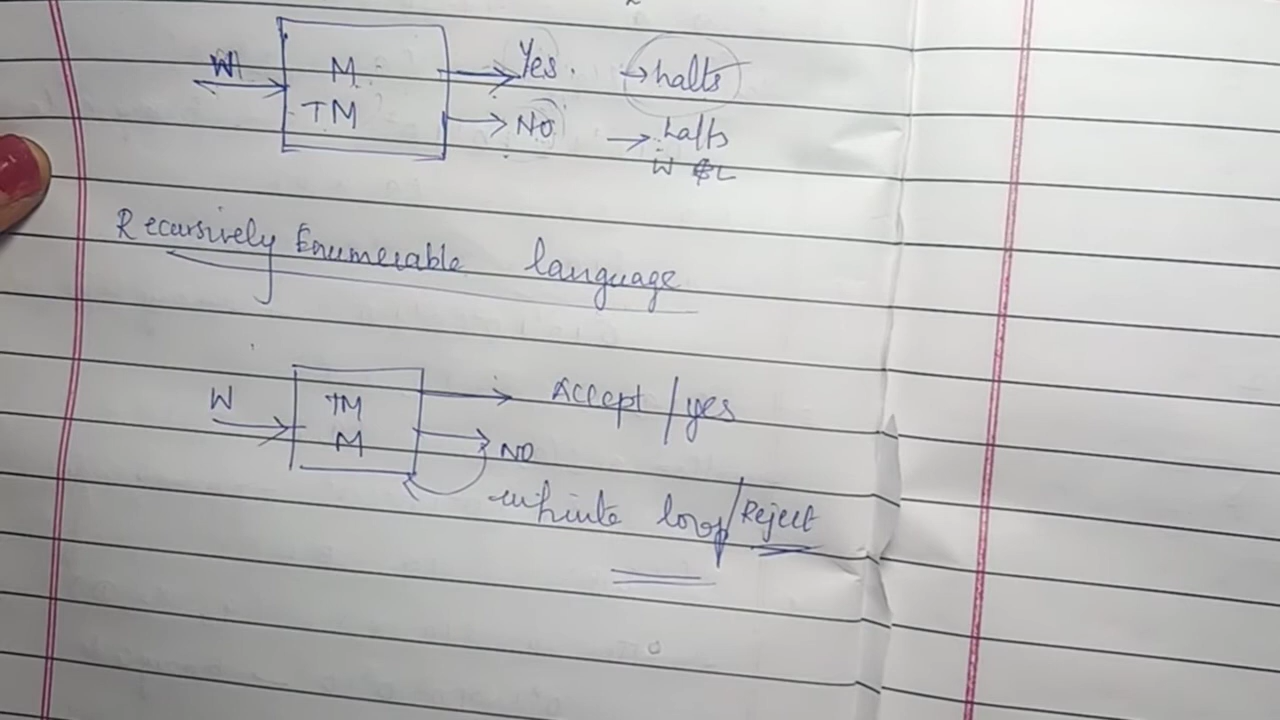 W M Yes. → halts
TM → No → halts
W ∉ L
Recursively Enumerable language
W TM → Accept / yes
M → NO
infinite loop / Reject